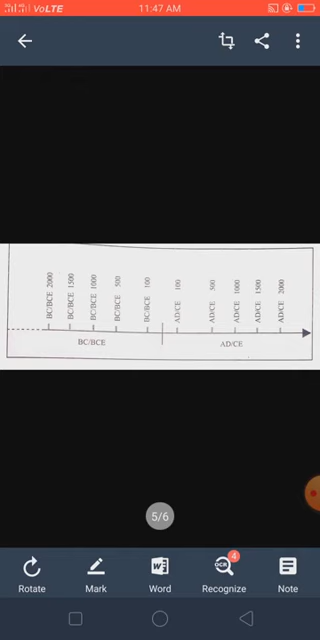 VoLTE 11:47 AM
BC/BCE 2000
BC/BCE 1500
BC/BCE 1000
BC/BCE 500
BC/BCE 100
AD/CE 100
AD/CE 500
AD/CE 1000
AD/CE 1500
AD/CE 2000
BC/BCE AD/CE
5/6
W OCR 4
Rotate Mark Word Recognize Note